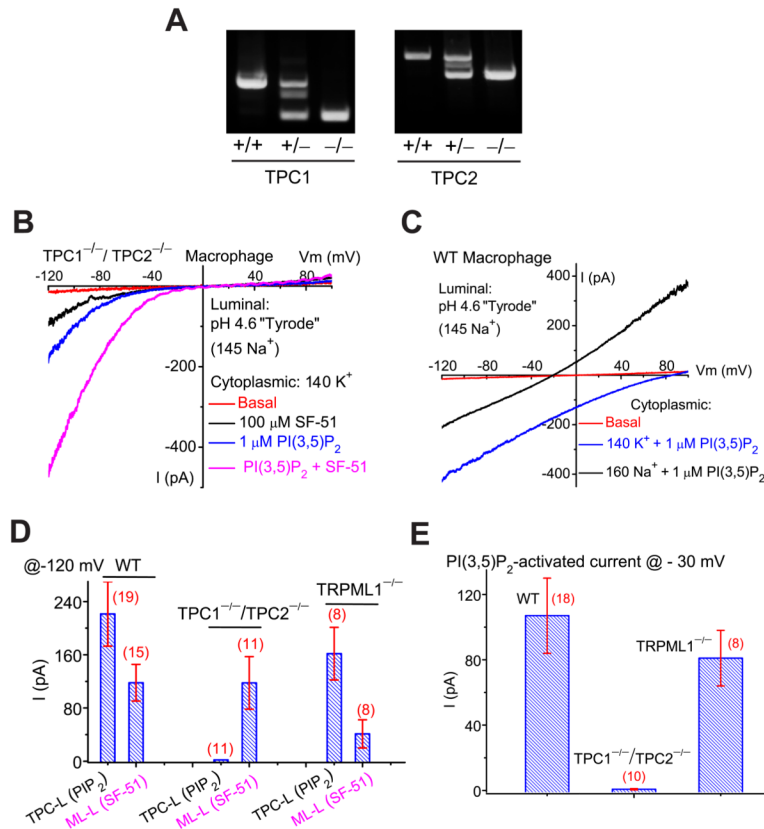 A
+/+ +/− −/− +/+ +/− −/−
TPC1 TPC2
B
TPC1−/−/ TPC2−/− Macrophage Vm (mV)
-120 -80 -40 0 40 80
Luminal:
pH 4.6 "Tyrode"
(145 Na+)
-200
Cytoplasmic: 140 K+
Basal
100 μM SF-51
1 μM PI(3,5)P2
PI(3,5)P2 + SF-51
-400
I (pA)
C
WT Macrophage
I (pA)
400
Luminal:
pH 4.6 "Tyrode"
(145 Na+)
200
-120 -80 -40 40 80
Vm (mV)
Cytoplasmic:
-200
Basal
140 K+ + 1 μM PI(3,5)P2
-400
160 Na+ + 1 μM PI(3,5)P2
D
@-120 mV WT
TPC1−/−/TPC2−/−
TRPML1−/−
240
160
80
0
I (pA)
(19)
(15)
(11)
(11)
(8)
(8)
TPC-L (PIP2)
ML-L (SF-51)
TPC-L (PIP2)
ML-L (SF-51)
TPC-L (PIP2)
ML-L (SF-51)
E
PI(3,5)P2-activated current @ - 30 mV
120
90
60
30
0
I (pA)
WT
(18)
TPC1−/−/TPC2−/−
(10)
TRPML1−/−
(8)